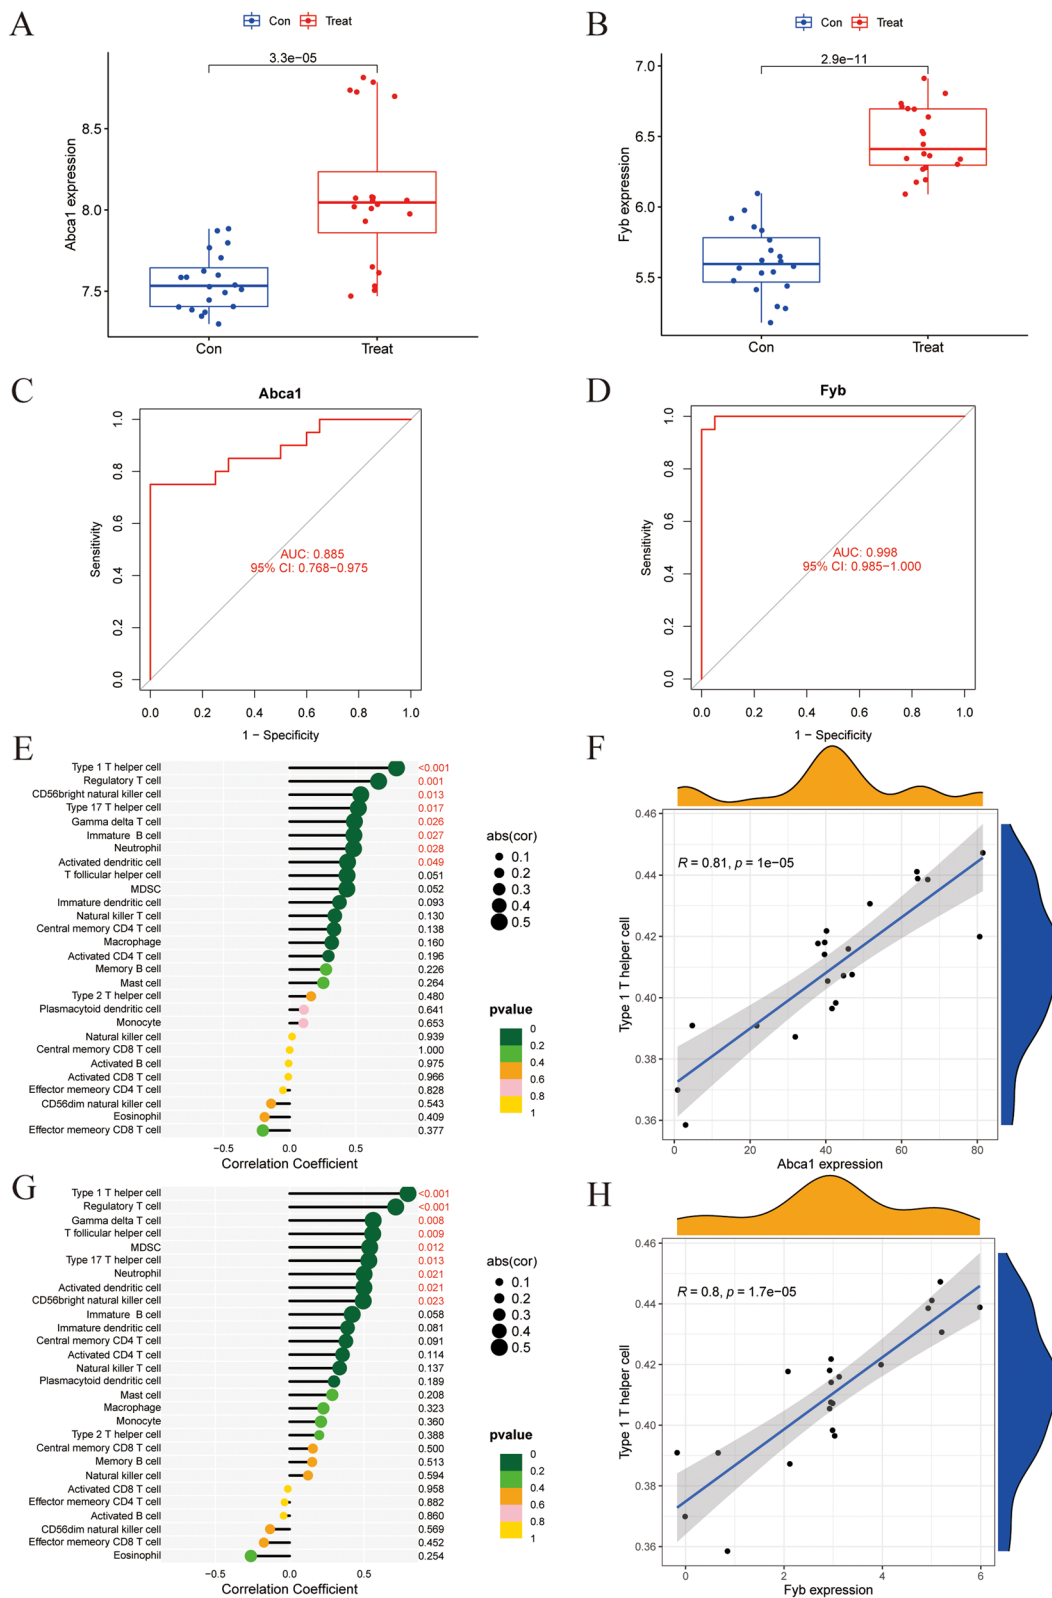 A
Con Treat
3.3e−05
Abca1 expression
8.5
8.0
7.5
Con Treat
B
Con Treat
2.9e−11
Fyb expression
7.0
6.5
6.0
5.5
Con Treat
C
Abca1
Sensitivity
1.0
0.8
0.6
0.4
0.2
0.0
AUC: 0.885
95% CI: 0.768−0.975
0.0 0.2 0.4 0.6 0.8 1.0
1 − Specificity
D
Fyb
Sensitivity
1.0
0.8
0.6
0.4
0.2
0.0
AUC: 0.998
95% CI: 0.985−1.000
0.0 0.2 0.4 0.6 0.8 1.0
1 − Specificity
E
Type 1 T helper cell <0.001
Regulatory T cell 0.001
CD56bright natural killer cell 0.013
Type 17 T helper cell 0.017
Gamma delta T cell 0.026
Immature B cell 0.027
Neutrophil 0.028
Activated dendritic cell 0.049
T follicular helper cell 0.051
MDSC 0.052
Immature dendritic cell 0.093
Natural killer T cell 0.130
Central memory CD4 T cell 0.138
Macrophage 0.160
Activated CD4 T cell 0.196
Memory B cell 0.226
Mast cell 0.264
Type 2 T helper cell 0.480
Plasmacytoid dendritic cell 0.641
Monocyte 0.653
Natural killer cell 0.939
Central memory CD8 T cell 1.000
Activated B cell 0.975
Activated CD8 T cell 0.966
Effector memeory CD4 T cell 0.828
CD56dim natural killer cell 0.543
Eosinophil 0.409
Effector memeory CD8 T cell 0.377
−0.5 0.0 0.5
Correlation Coefficient
abs(cor)
0.1
0.2
0.3
0.4
0.5
pvalue
0
0.2
0.4
0.6
0.8
1
F
R = 0.81, p = 1e−05
Type 1 T helper cell
0.46
0.44
0.42
0.40
0.38
0.36
0 20 40 60 80
Abca1 expression
G
Type 1 T helper cell <0.001
Regulatory T cell <0.001
Gamma delta T cell 0.008
T follicular helper cell 0.009
MDSC 0.012
Type 17 T helper cell 0.013
Neutrophil 0.021
Activated dendritic cell 0.021
CD56bright natural killer cell 0.023
Immature B cell 0.058
Immature dendritic cell 0.081
Central memory CD4 T cell 0.091
Activated CD4 T cell 0.114
Natural killer T cell 0.137
Plasmacytoid dendritic cell 0.189
Mast cell 0.208
Macrophage 0.323
Monocyte 0.360
Type 2 T helper cell 0.388
Central memory CD8 T cell 0.500
Memory B cell 0.513
Natural killer cell 0.594
Activated CD8 T cell 0.958
Effector memeory CD4 T cell 0.882
Activated B cell 0.860
CD56dim natural killer cell 0.569
Effector memeory CD8 T cell 0.452
Eosinophil 0.254
−0.5 0.0 0.5
Correlation Coefficient
abs(cor)
0.1
0.2
0.3
0.4
0.5
pvalue
0
0.2
0.4
0.6
0.8
1
H
R = 0.8, p = 1.7e−05
Type 1 T helper cell
0.46
0.44
0.42
0.40
0.38
0.36
0 2 4 6
Fyb expression